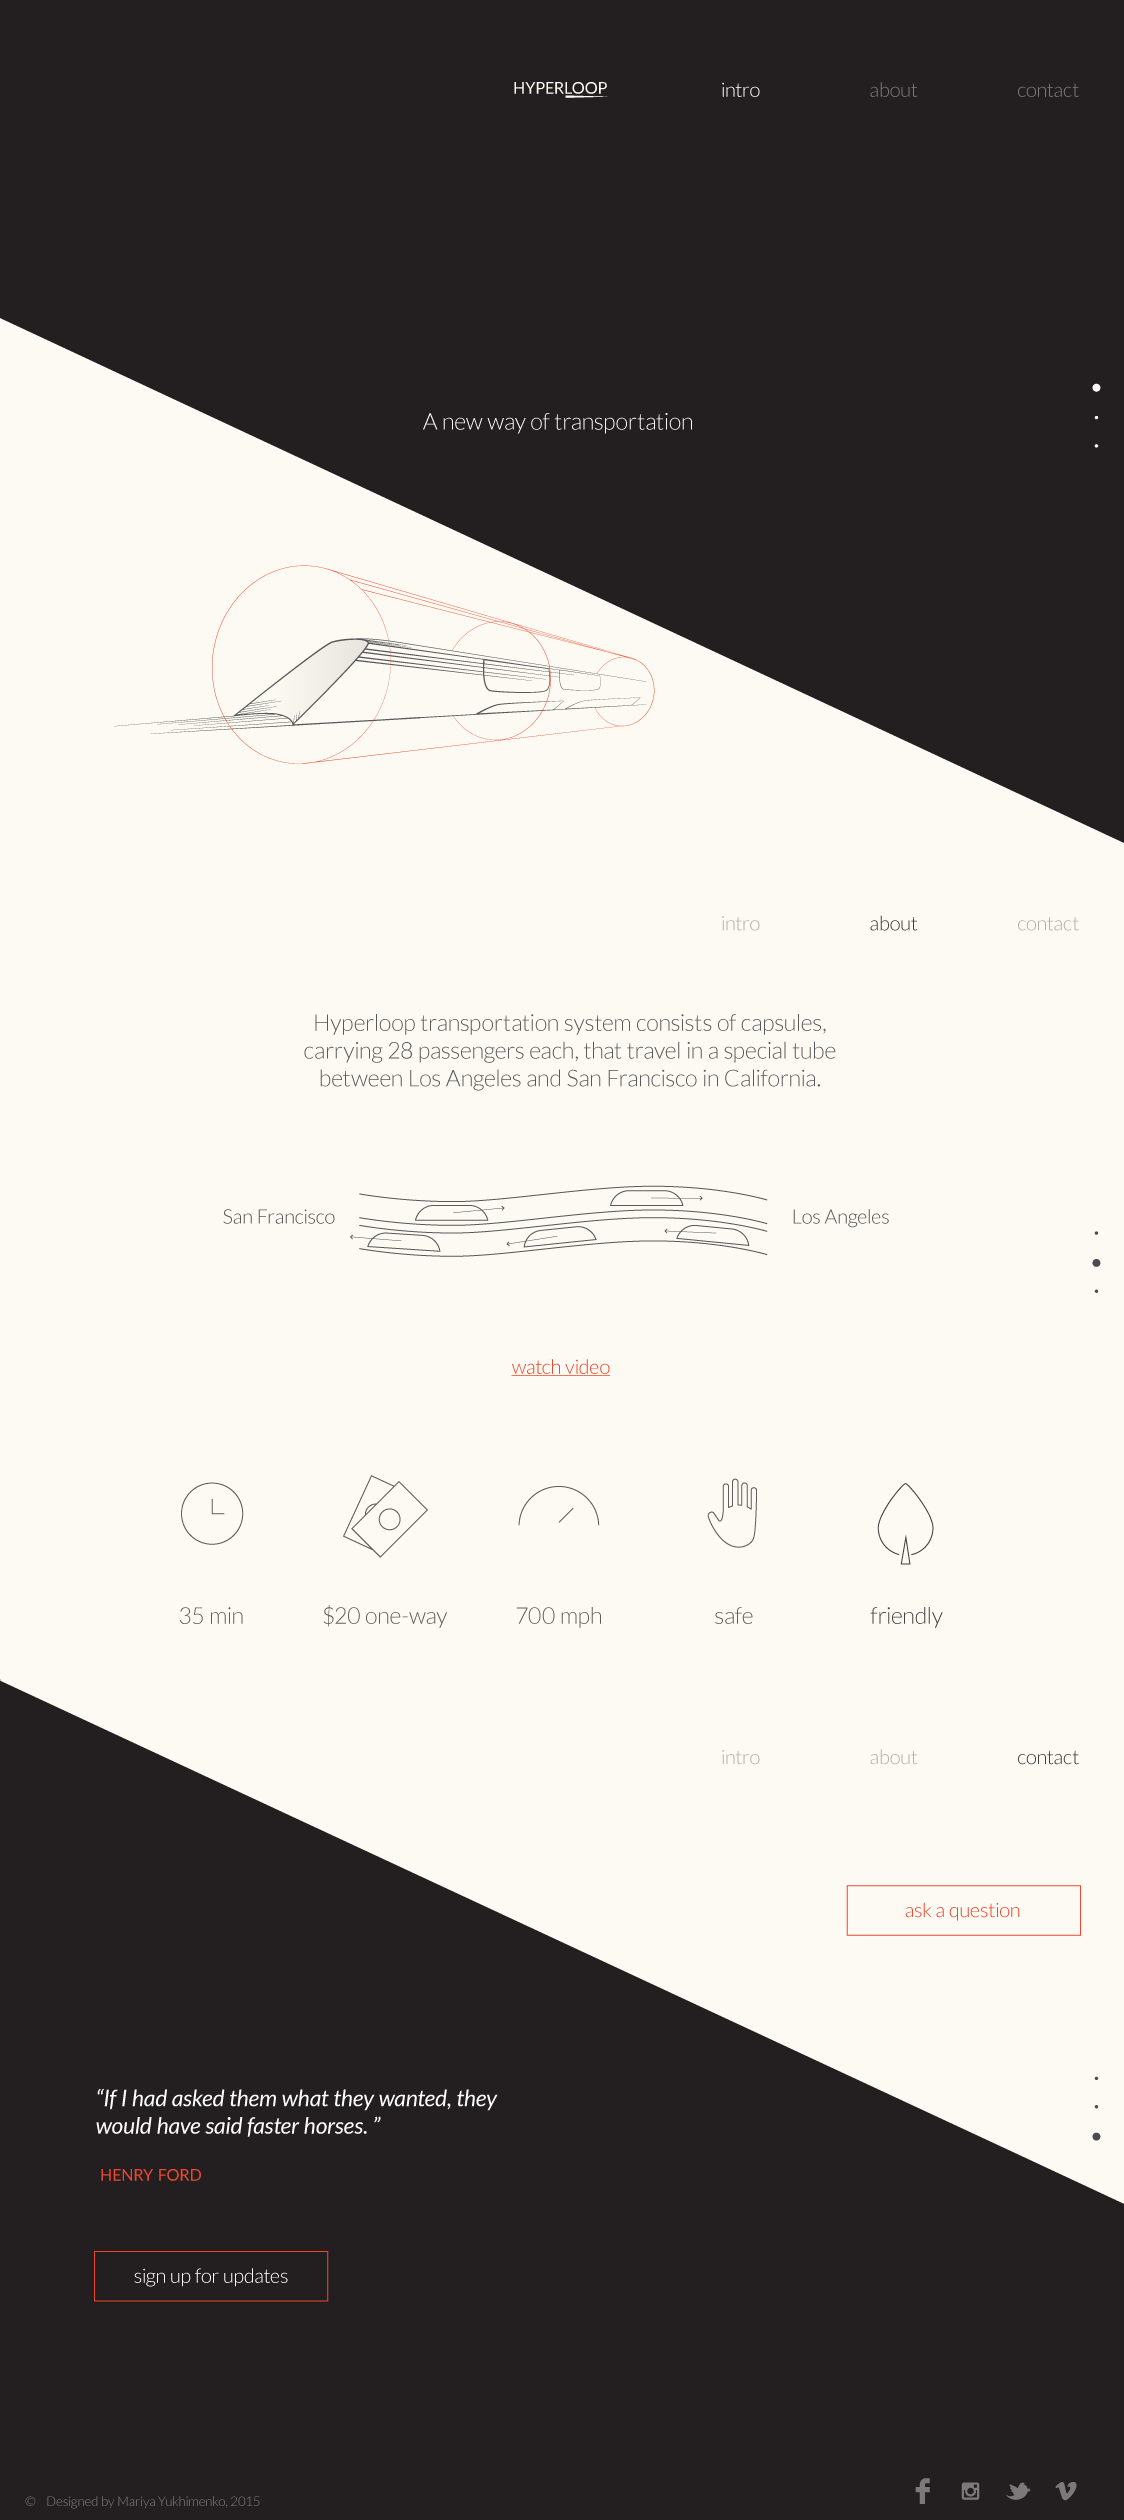 HYPERLOOP
intro
about
contact
A new way of transportation
intro
about
contact
Hyperloop transportation system consists of capsules,
carrying 28 passengers each, that travel in a special tube
between Los Angeles and San Francisco in California.
San Francisco
Los Angeles
watch video
35 min
$20 one-way
700 mph
safe
friendly
intro
about
contact
ask a question
“If I had asked them what they wanted, they
would have said faster horses. ”
HENRY FORD
sign up for updates
© Designed by Mariya Yukhimenko, 2015